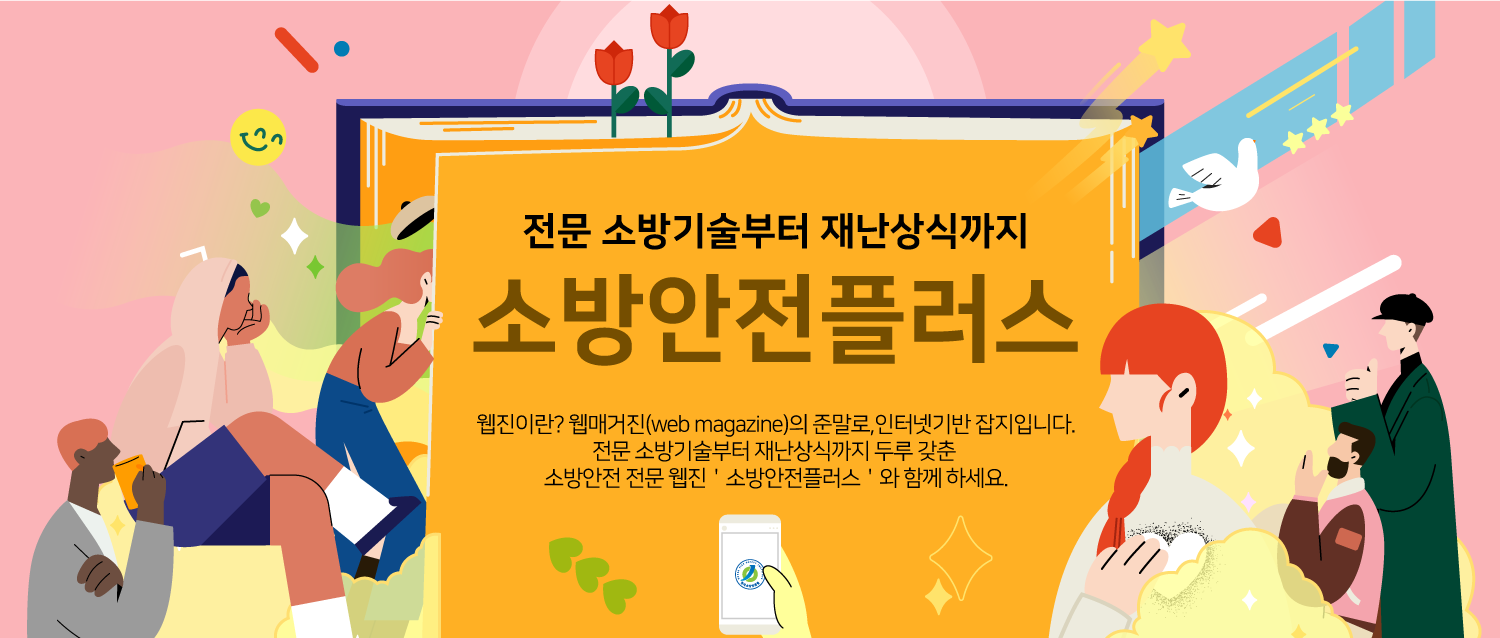 전문 소방기술부터 재난상식까지
소방안전플러스
웹진이란? 웹매거진(web magazine)의 준말로,인터넷기반 잡지입니다.
전문 소방기술부터 재난상식까지 두루 갖춘
소방안전 전문 웹진 ' 소방안전플러스 ' 와 함께 하세요.